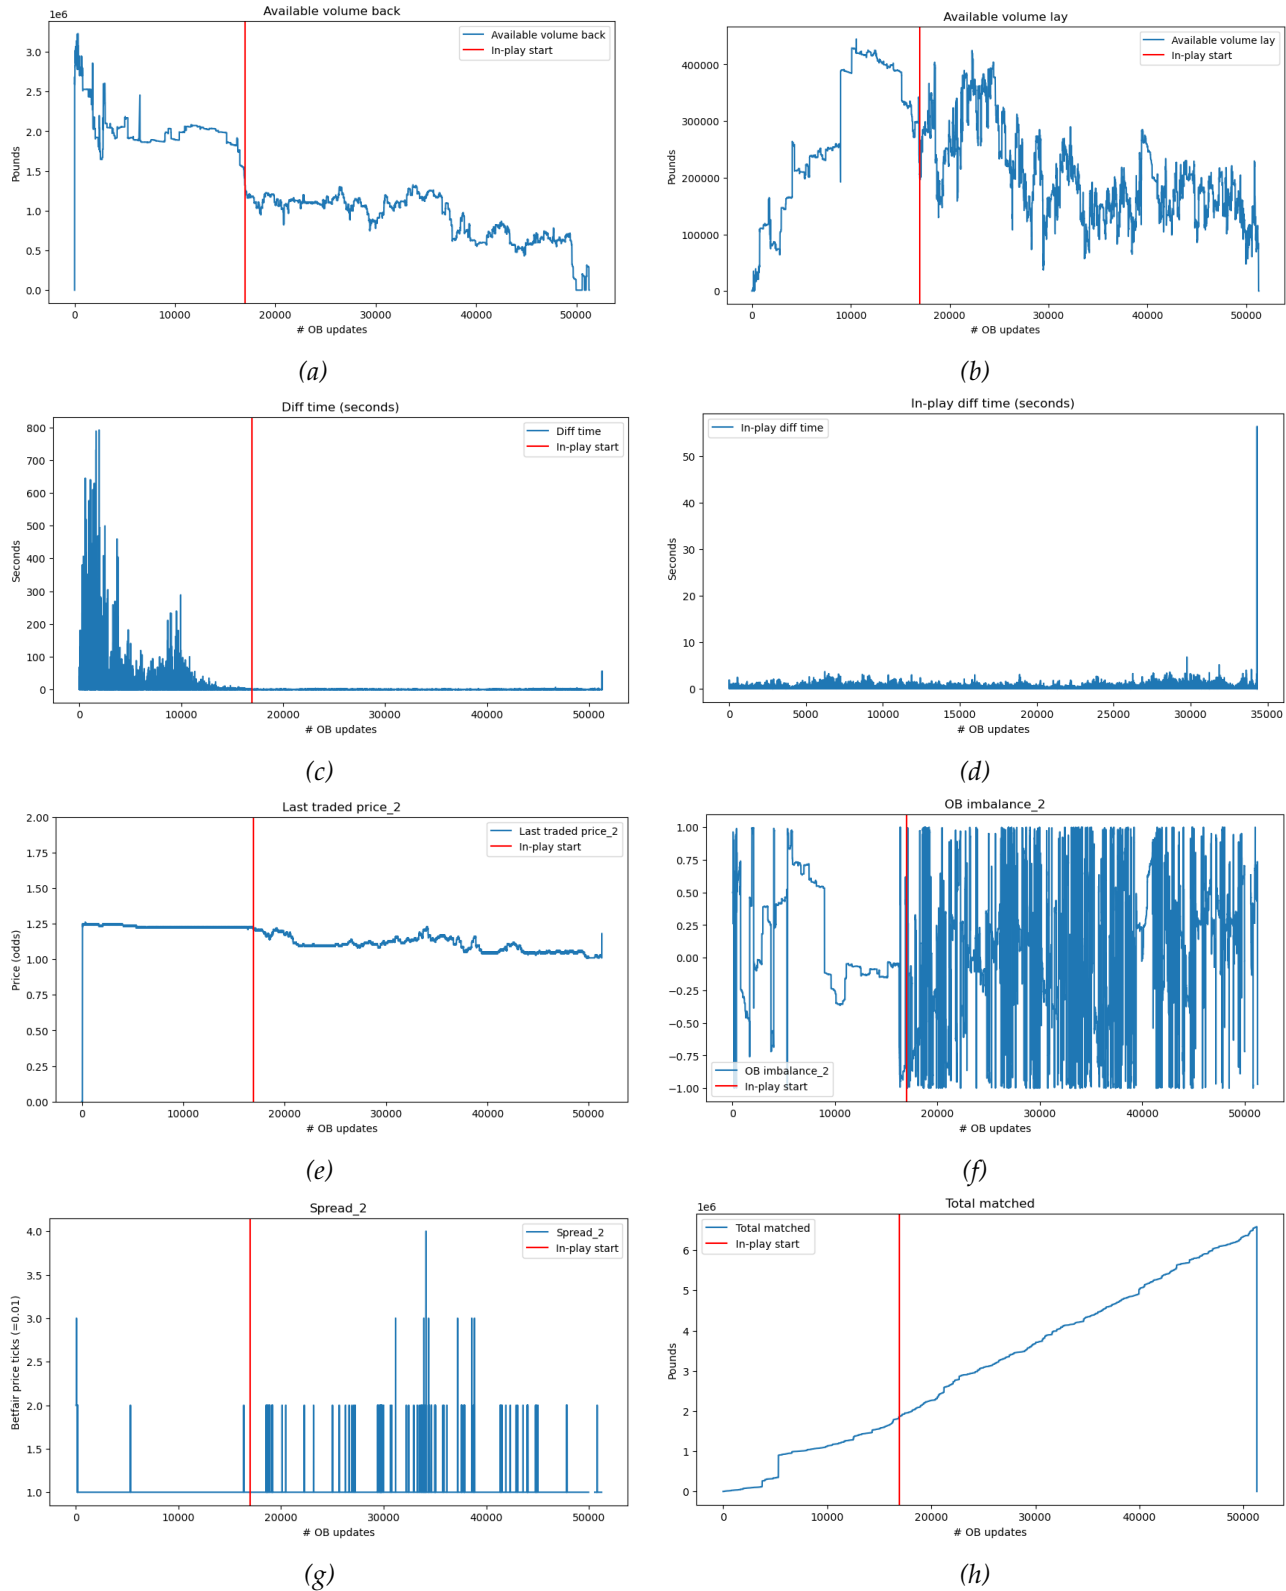 Available volume back
1e6
Available volume back
In-play start
Pounds
3.0
2.5
2.0
1.5
1.0
0.5
0.0
0 10000 20000 30000 40000 50000
# OB updates
(a)
Available volume lay
Available volume lay
In-play start
Pounds
400000
300000
200000
100000
0
0 10000 20000 30000 40000 50000
# OB updates
(b)
Diff time (seconds)
Diff time
In-play start
Seconds
800
700
600
500
400
300
200
100
0
0 10000 20000 30000 40000 50000
# OB updates
(c)
In-play diff time (seconds)
In-play diff time
Seconds
50
40
30
20
10
0
0 5000 10000 15000 20000 25000 30000 35000
# OB updates
(d)
Last traded price_2
Last traded price_2
In-play start
Price (odds)
2.00
1.75
1.50
1.25
1.00
0.75
0.50
0.25
0.00
0 10000 20000 30000 40000 50000
# OB updates
(e)
OB imbalance_2
1.00
0.75
0.50
0.25
0.00
−0.25
−0.50
−0.75
−1.00
OB imbalance_2
In-play start
0 10000 20000 30000 40000 50000
# OB updates
(f)
Spread_2
Spread_2
In-play start
Betfair price ticks (=0.01)
4.0
3.5
3.0
2.5
2.0
1.5
1.0
0 10000 20000 30000 40000 50000
# OB updates
(g)
Total matched
1e6
Total matched
In-play start
Pounds
6
5
4
3
2
1
0
0 10000 20000 30000 40000 50000
# OB updates
(h)